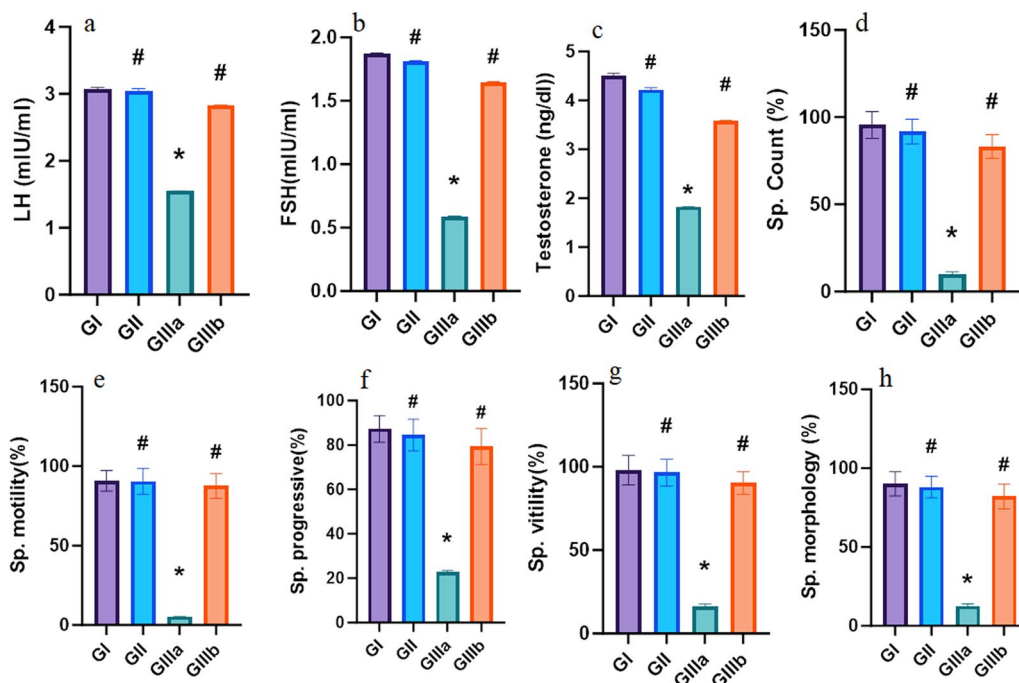 a
LH (mIU/ml)
4
3
2
1
0
#
*
#
GI
GII
GIIIa
GIIIb
b
FSH(mIU/ml)
2.0
1.5
1.0
0.5
0.0
#
*
#
GI
GII
GIIIa
GIIIb
c
Testosterone (ng/dl))
5
4
3
2
1
0
#
*
#
GI
GII
GIIIa
GIIIb
d
Sp. Count (%)
150
100
50
0
#
*
#
GI
GII
GIIIa
GIIIb
e
Sp. motility(%)
150
100
50
0
#
*
#
GI
GII
GIIIa
GIIIb
f
Sp. progressive(%)
100
80
60
40
20
0
#
*
#
GI
GII
GIIIa
GIIIb
g
Sp. vitility(%)
150
100
50
0
#
*
#
GI
GII
GIIIa
GIIIb
h
Sp. morphology (%)
150
100
50
0
#
*
#
GI
GII
GIIIa
GIIIb